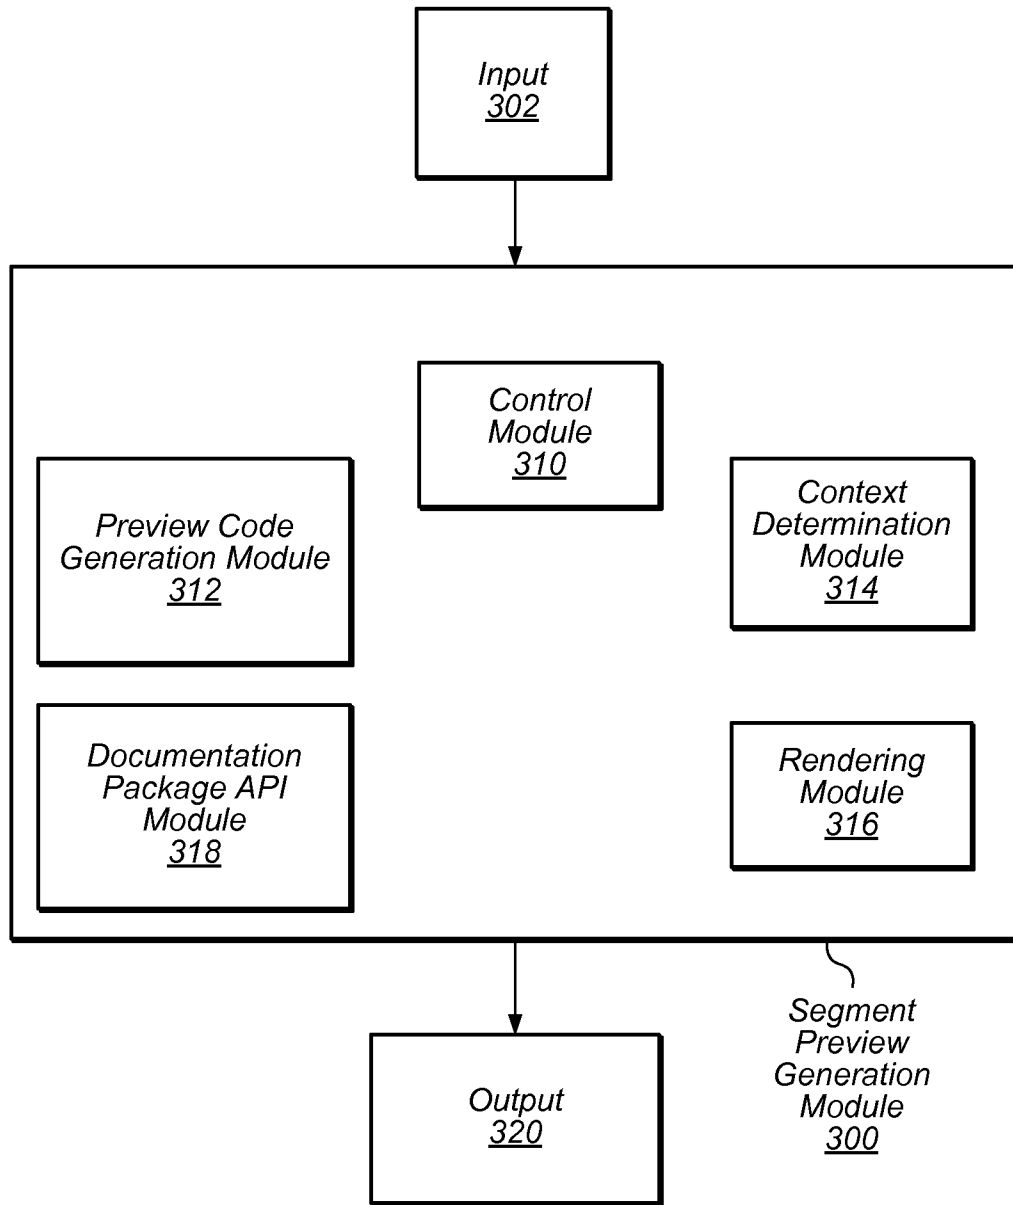 Input
302
Control
Module
310
Preview Code
Generation Module
312
Context
Determination
Module
314
Documentation
Package API
Module
318
Rendering
Module
316
Segment
Preview
Generation
Module
300
Output
320